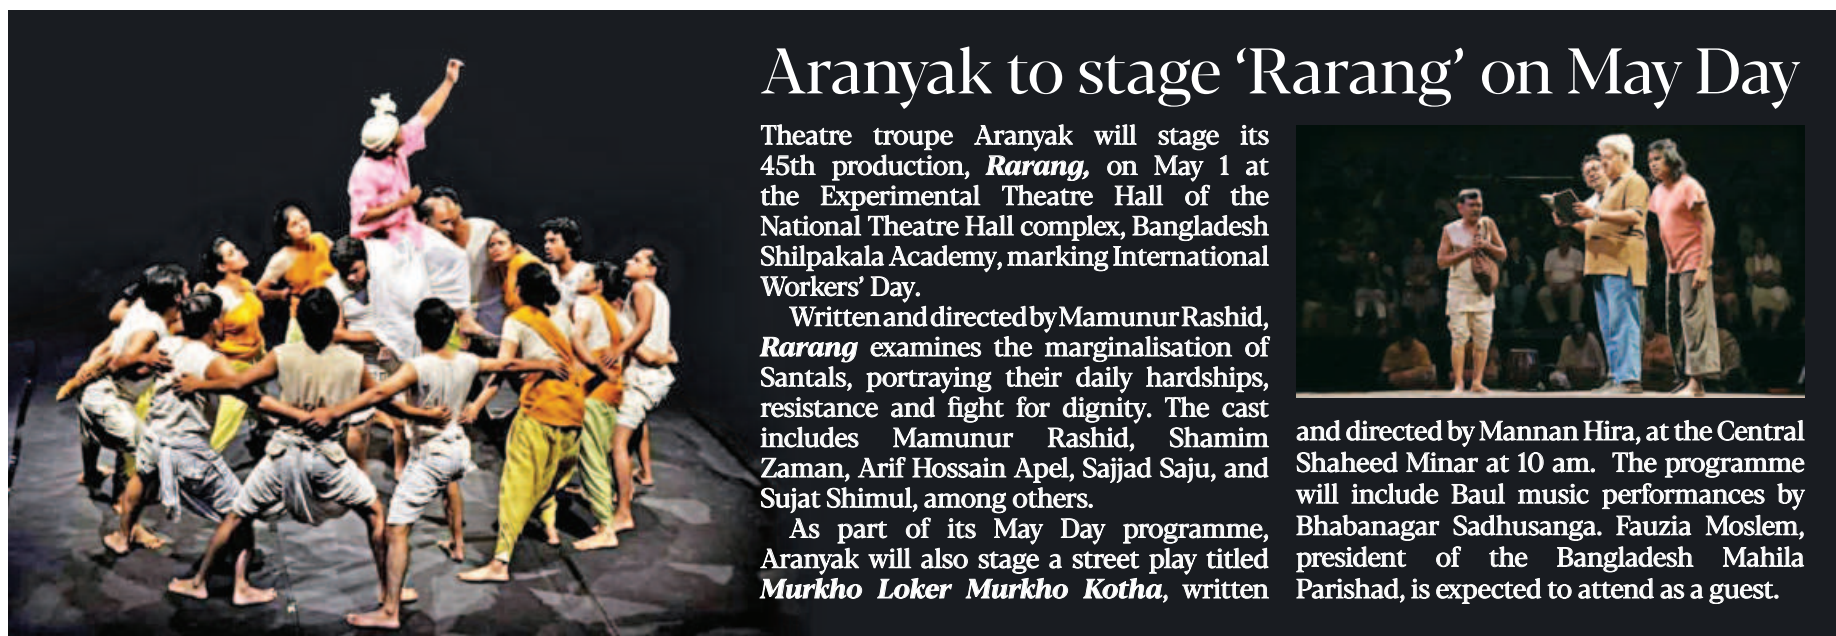 Aranyak to stage ‘Rarang’ on May Day
Theatre troupe Aranyak will stage its
45th production, Rarang, on May 1 at
the Experimental Theatre Hall of the
National Theatre Hall complex, Bangladesh
Shilpakala Academy, marking International
Workers’ Day.
Written and directed by Mamunur Rashid,
Rarang examines the marginalisation of
Santals, portraying their daily hardships,
resistance and fight for dignity. The cast
includes Mamunur Rashid, Shamim
Zaman, Arif Hossain Apel, Sajjad Saju, and
Sujat Shimul, among others.
As part of its May Day programme,
Aranyak will also stage a street play titled
Murkho Loker Murkho Kotha, written
and directed by Mannan Hira, at the Central
Shaheed Minar at 10 am. The programme
will include Baul music performances by
Bhabanagar Sadhusanga. Fauzia Moslem,
president of the Bangladesh Mahila
Parishad, is expected to attend as a guest.